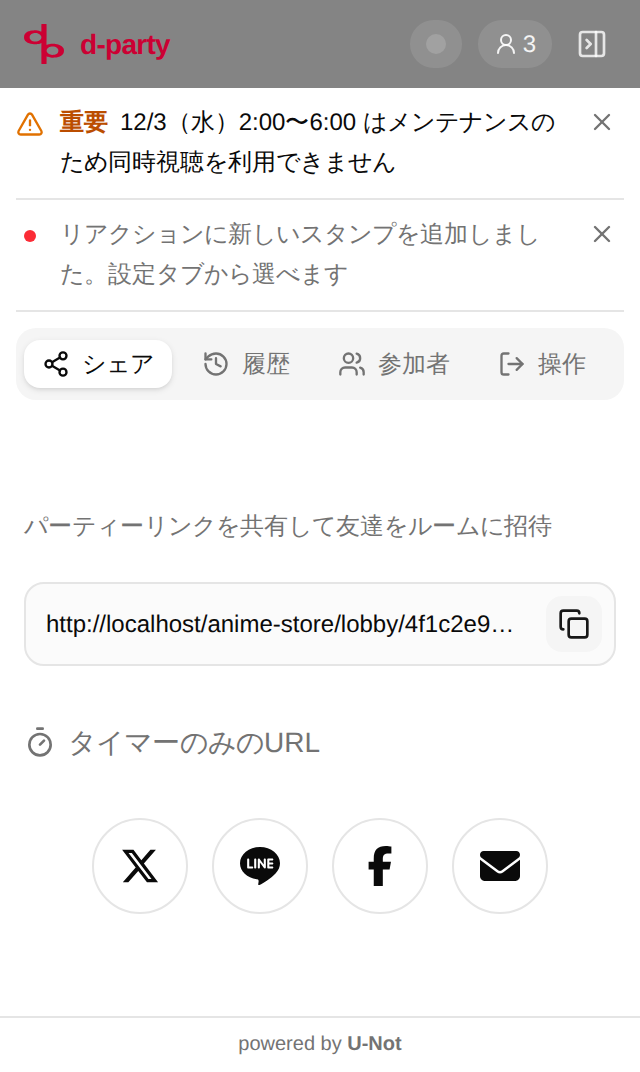 d-party
3
重要 12/3（水）2:00〜6:00 はメンテナンスの
ため同時視聴を利用できません
リアクションに新しいスタンプを追加しまし
た。設定タブから選べます
シェア 履歴 参加者 操作
パーティーリンクを共有して友達をルームに招待
http://localhost/anime-store/lobby/4f1c2e9…
タイマーのみのURL
LINE
powered by U-Not